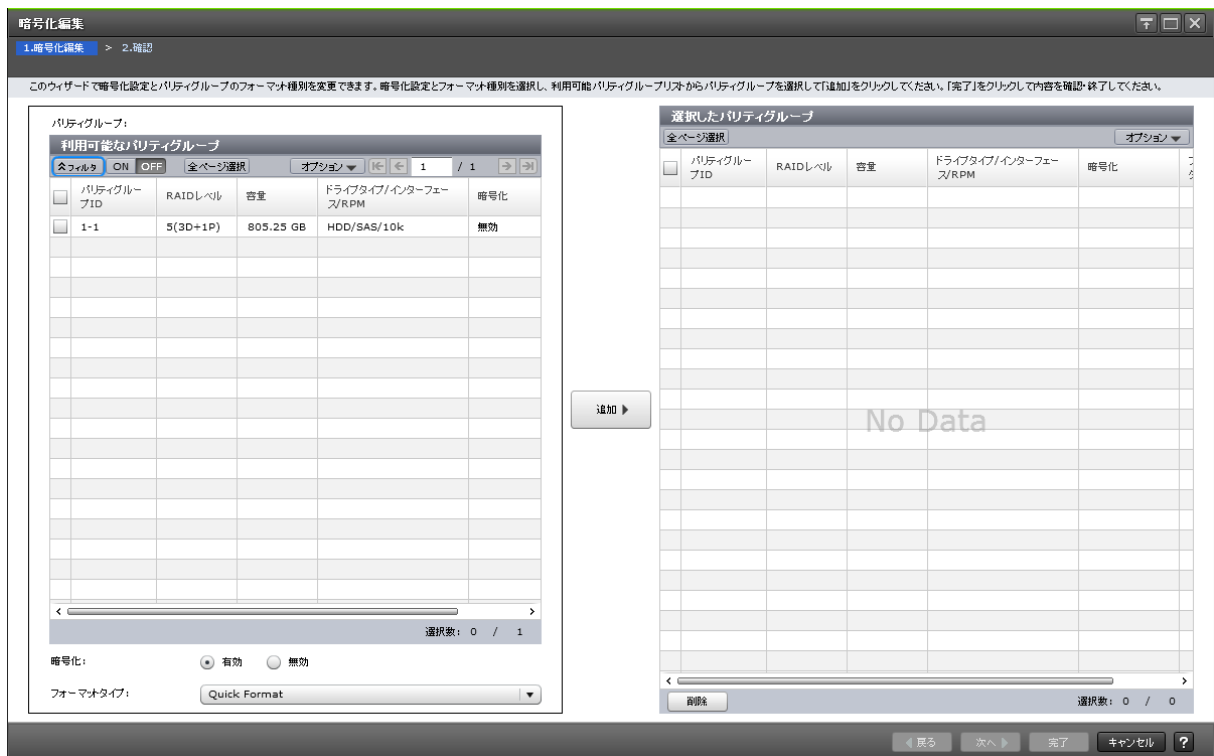 暗号化編集
1.暗号化編集 > 2.確認
このウィザードで暗号化設定とパリティグループのフォーマット種別を変更できます。暗号化設定とフォーマット種別を選択し、利用可能パリティグループリストからパリティグループを選択して「追加」をクリックしてください。「完了」をクリックして内容を確認・終了してください。
パリティグループ:
利用可能なパリティグループ
フィルタ ON OFF 全ページ選択 オプション 1 / 1
パリティグループID RAIDレベル 容量 ドライブタイプ/インターフェース/RPM 暗号化
1-1 5(3D+1P) 805.25 GB HDD/SAS/10k 無効
選択数: 0 / 1
暗号化: 有効 無効
フォーマットタイプ: Quick Format
追加
選択したパリティグループ
全ページ選択 オプション
パリティグループID RAIDレベル 容量 ドライブタイプ/インターフェース/RPM 暗号化
No Data
削除 選択数: 0 / 0
戻る 次へ 完了 キャンセル ?